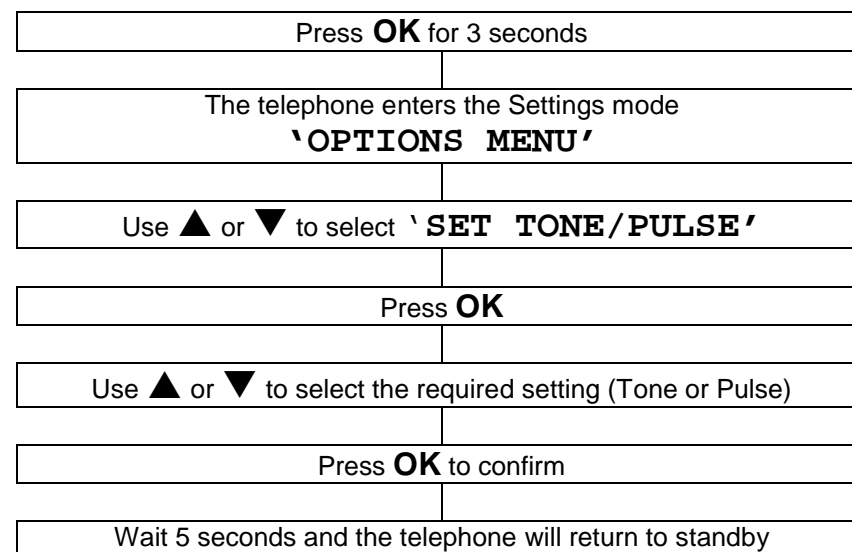 Press OK for 3 seconds
The telephone enters the Settings mode
‘OPTIONS MENU’
Use ▲ or ▼ to select ‘SET TONE/PULSE’
Press OK
Use ▲ or ▼ to select the required setting (Tone or Pulse)
Press OK to confirm
Wait 5 seconds and the telephone will return to standby